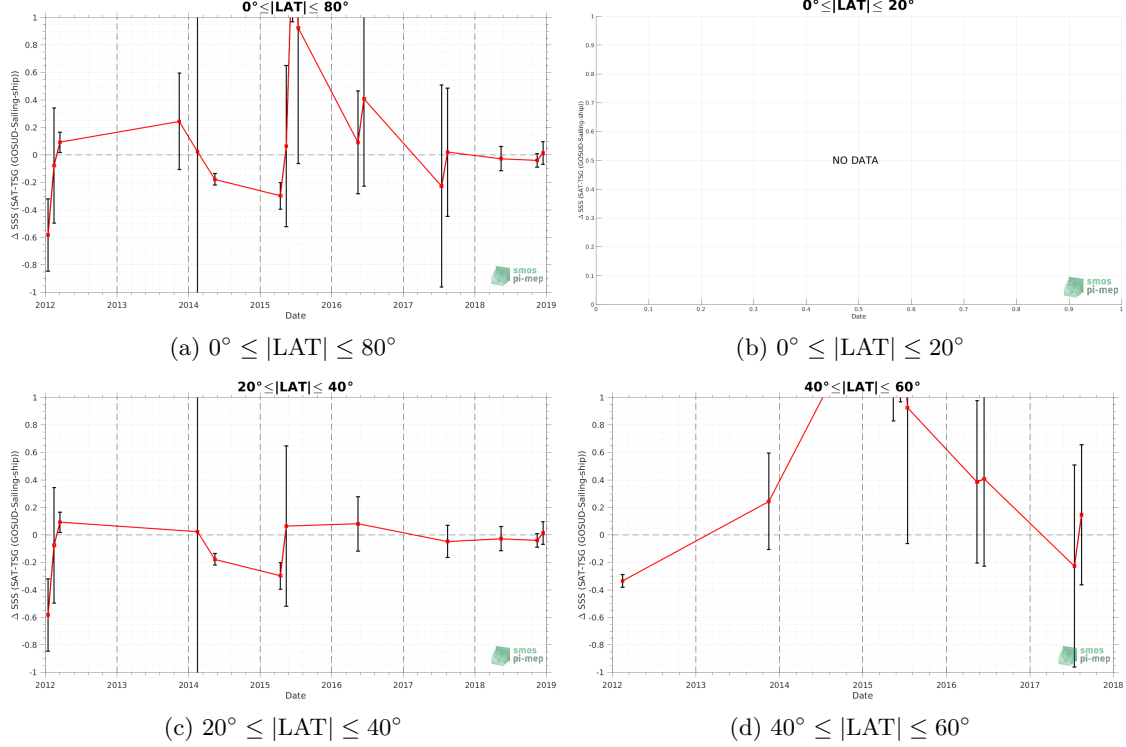 0°≤|LAT|≤ 80°
1
0.8
0.6
0.4
0.2
0
-0.2
-0.4
-0.6
-0.8
-1
Δ SSS (SAT-TSG (GOSUD-Sailing-ship))
2012 2013 2014 2015 2016 2017 2018 2019
Date
smos
pi-mep
(a) 0° ≤ |LAT| ≤ 80°
0°≤|LAT|≤ 20°
1
0.9
0.8
0.7
0.6
0.5
0.4
0.3
0.2
0.1
0
Δ SSS (SAT-TSG (GOSUD-Sailing-ship))
NO DATA
0 0.1 0.2 0.3 0.4 0.5 0.6 0.7 0.8 0.9 1
Date
smos
pi-mep
(b) 0° ≤ |LAT| ≤ 20°
20°≤|LAT|≤ 40°
1
0.8
0.6
0.4
0.2
0
-0.2
-0.4
-0.6
-0.8
-1
Δ SSS (SAT-TSG (GOSUD-Sailing-ship))
2012 2013 2014 2015 2016 2017 2018 2019
Date
smos
pi-mep
(c) 20° ≤ |LAT| ≤ 40°
40°≤|LAT|≤ 60°
1
0.8
0.6
0.4
0.2
0
-0.2
-0.4
-0.6
-0.8
-1
Δ SSS (SAT-TSG (GOSUD-Sailing-ship))
2012 2013 2014 2015 2016 2017 2018
Date
smos
pi-mep
(d) 40° ≤ |LAT| ≤ 60°